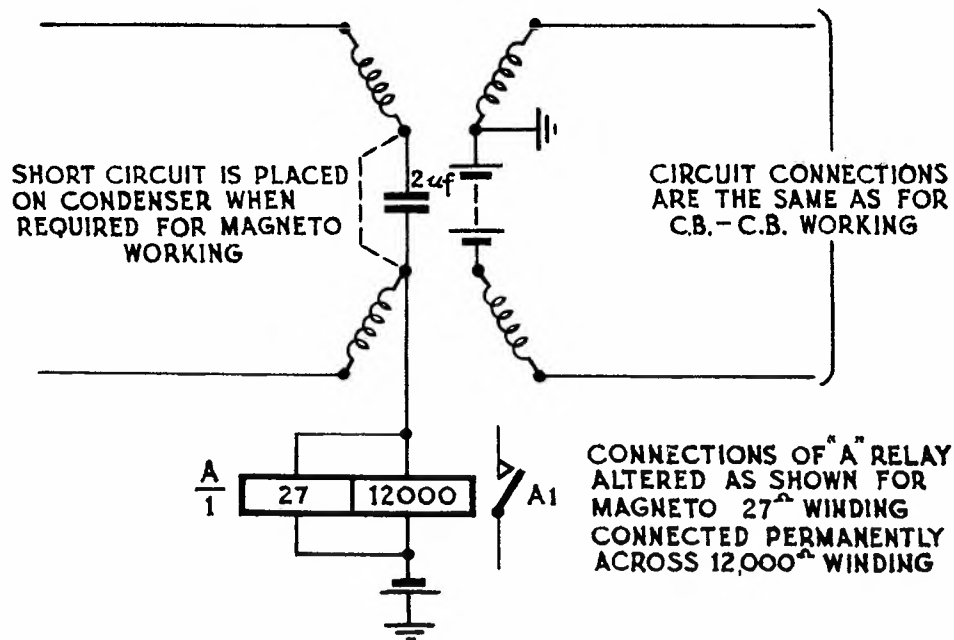 SHORT CIRCUIT IS PLACED
ON CONDENSER WHEN
REQUIRED FOR MAGNETO
WORKING
2uf
CIRCUIT CONNECTIONS
ARE THE SAME AS FOR
C.B.-C.B. WORKING
A
1
27
12000
A1
CONNECTIONS OF "A" RELAY
ALTERED AS SHOWN FOR
MAGNETO 27Ω WINDING
CONNECTED PERMANENTLY
ACROSS 12,000Ω WINDING